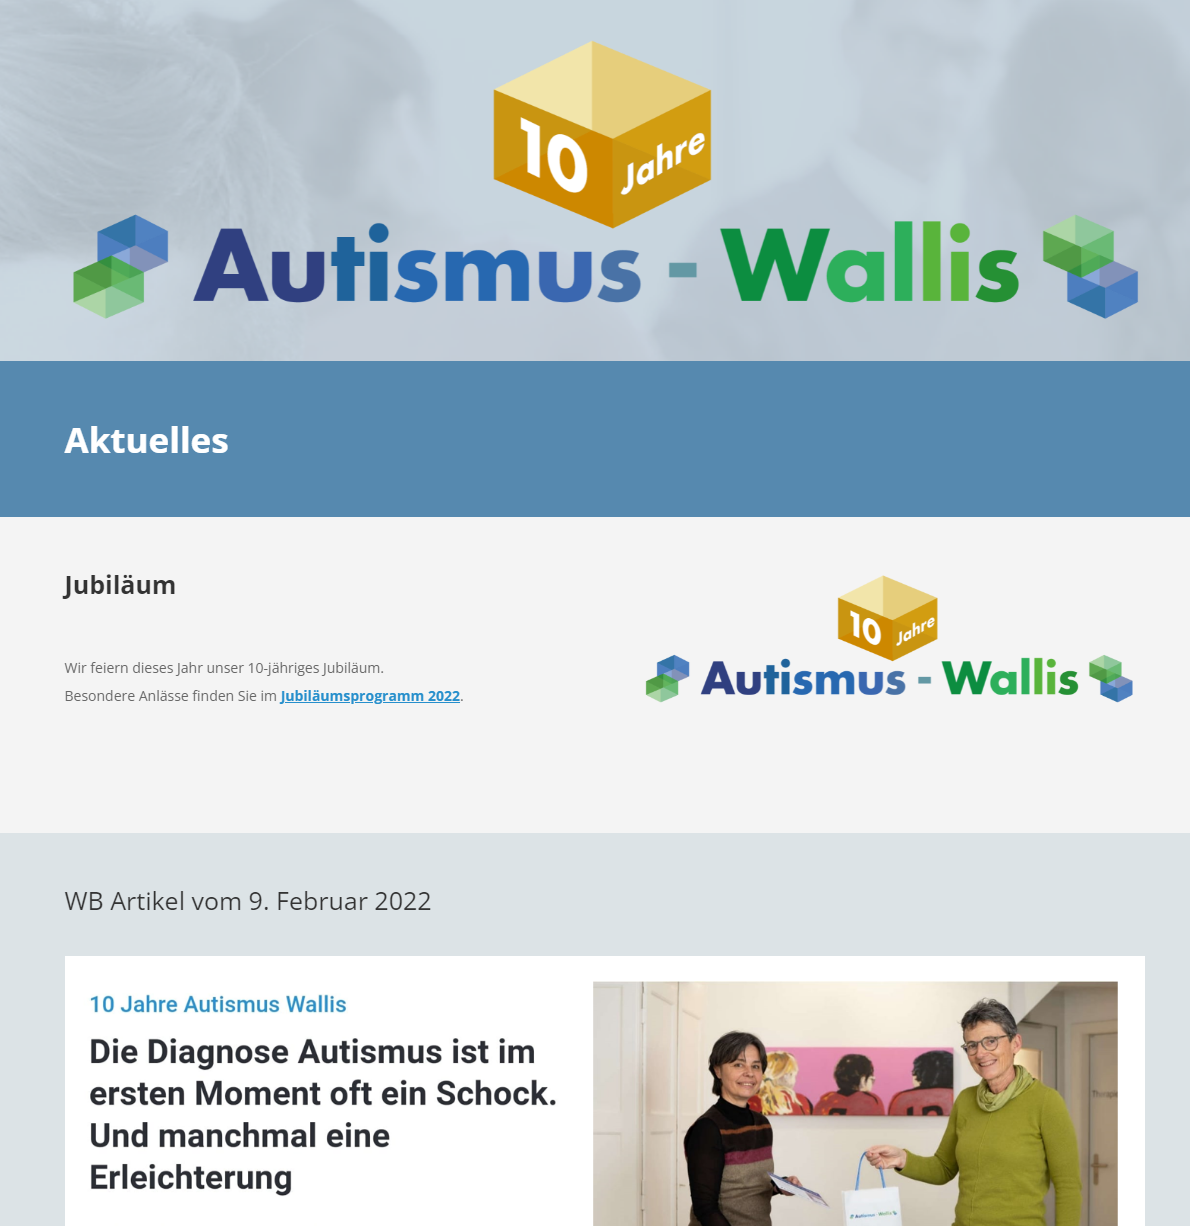 10 Jahre
Autismus - Wallis
Aktuelles
Jubiläum
Wir feiern dieses Jahr unser 10-jähriges Jubiläum.
Besondere Anlässe finden Sie im Jubiläumsprogramm 2022.
10 Jahre
Autismus - Wallis
WB Artikel vom 9. Februar 2022
10 Jahre Autismus Wallis
Die Diagnose Autismus ist im
ersten Moment oft ein Schock.
Und manchmal eine
Erleichterung
Autismus - Wallis